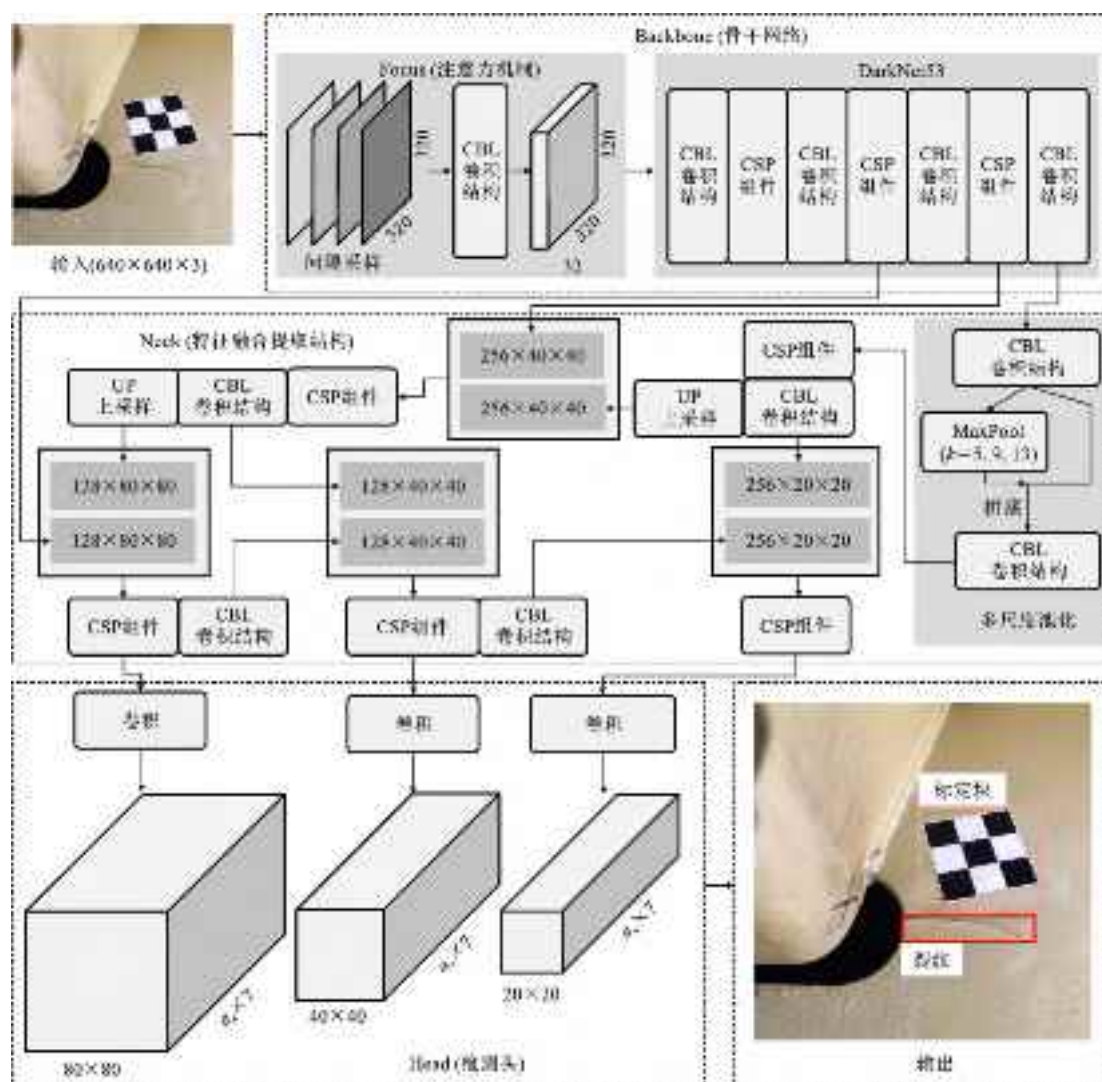 Backbone (骨干网络)
Focus (注意力机制)
DarkNet53
CBL
卷积
结构
CBL
卷积
结构
CSP
组件
CBL
卷积
结构
CSP
组件
CBL
卷积
结构
CSP
组件
CBL
卷积
结构
320
320
32
间隔采样
输入(640×640×3)
Neck (特征融合提取结构)
256×40×40
256×40×40
CSP组件
UP
上采样
CBL
卷积结构
CSP组件
UP
上采样
CBL
卷积结构
CBL
卷积结构
MaxPool
(k=5, 9, 13)
拼接
CBL
卷积结构
多尺度池化
128×80×80
128×80×80
128×40×40
128×40×40
256×20×20
256×20×20
CSP组件
CBL
卷积结构
CSP组件
CBL
卷积结构
CSP组件
卷积
卷积
卷积
80×80
40×40
20×20
Head (检测头)
标定板
裂纹
输出